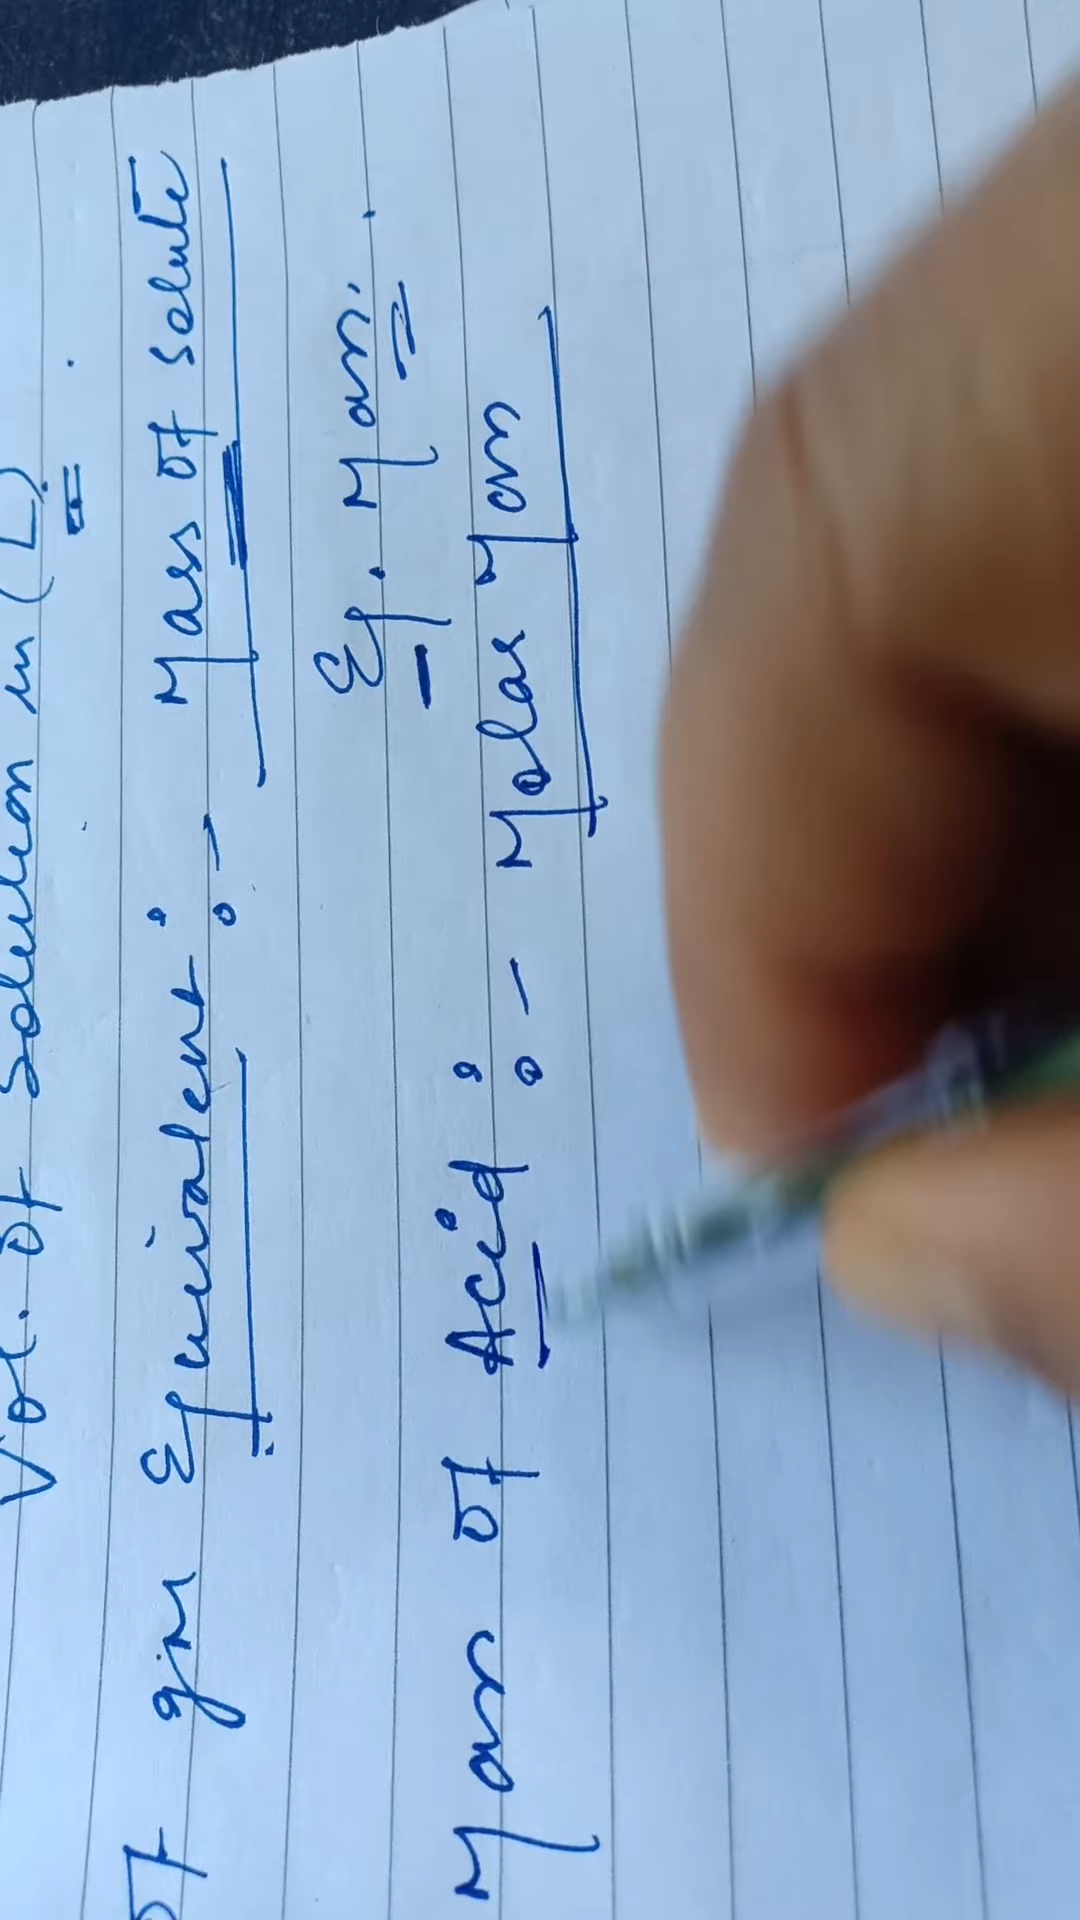 Vol. of Solution in (L)
of gm Equivalent :- Mass of Solute
Eq. Mass.
Mass of Acid :- Molar Mass